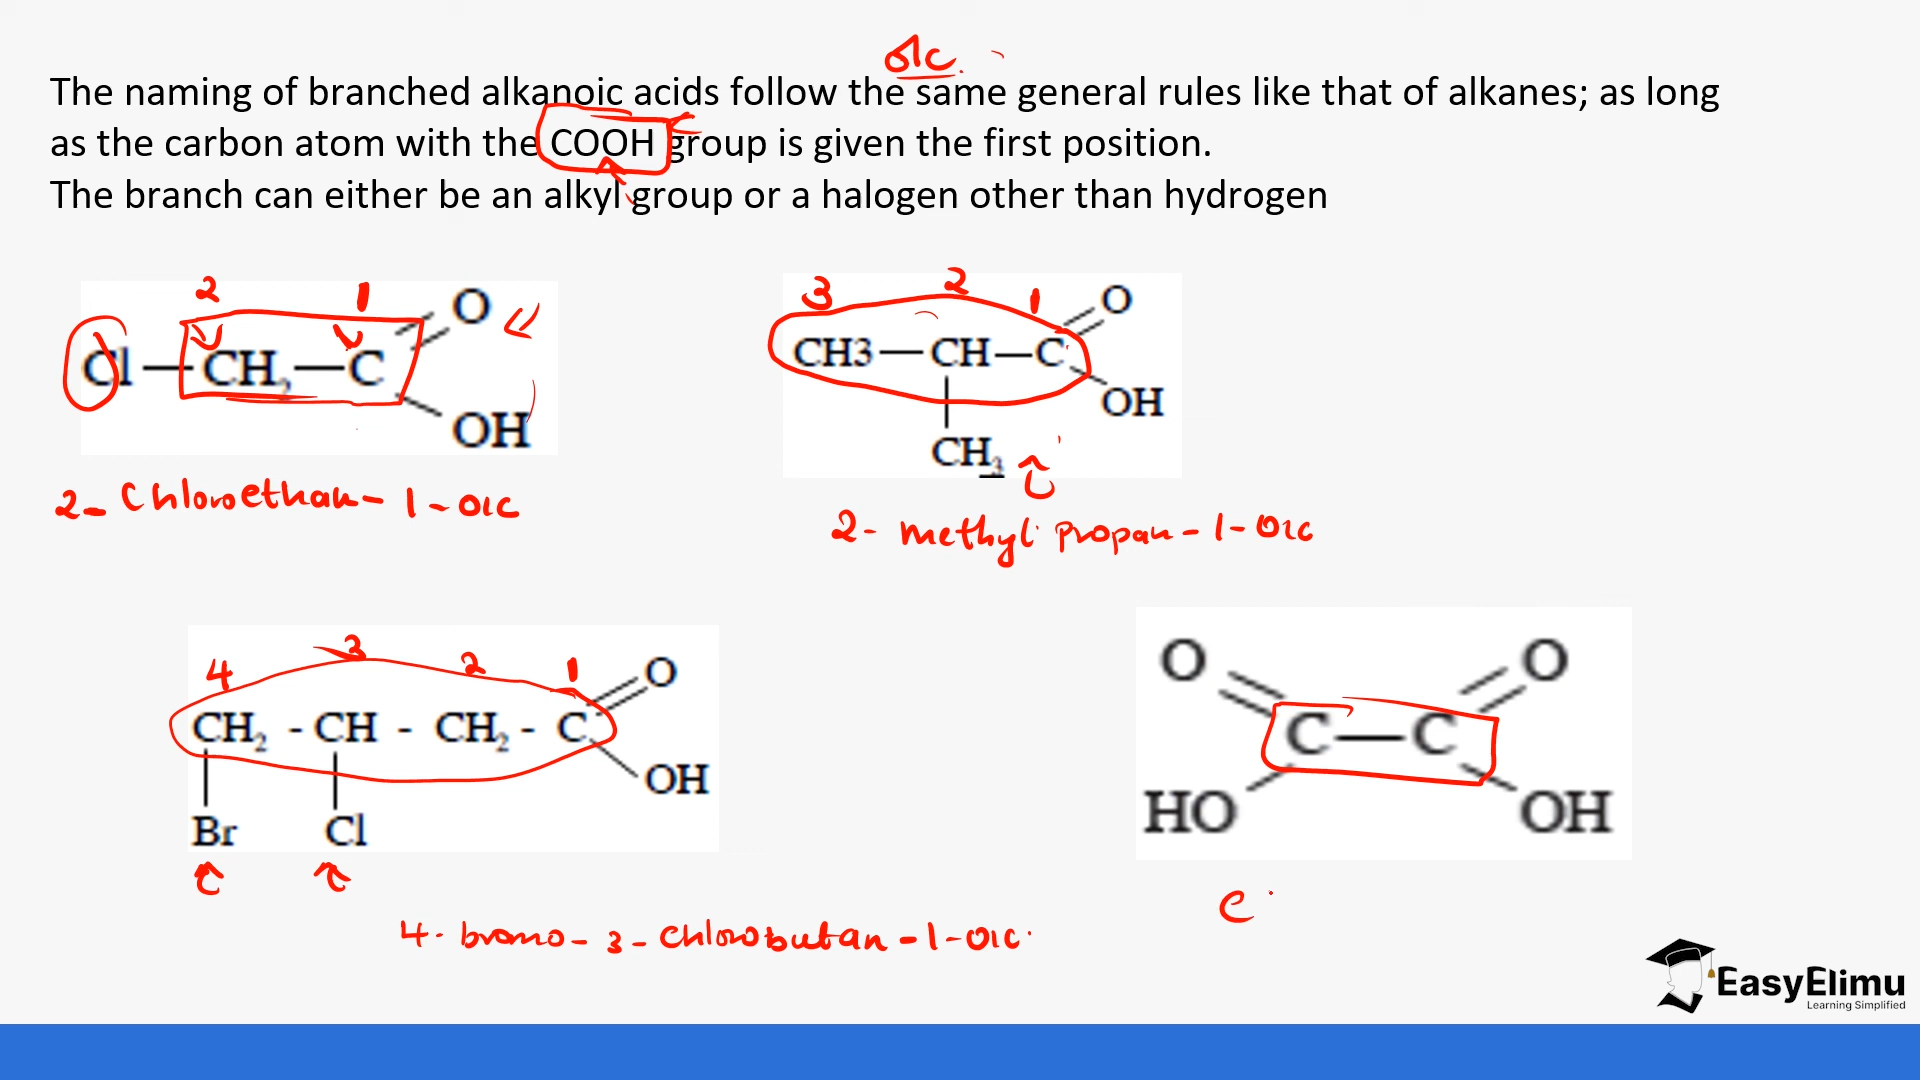 oic.
The naming of branched alkanoic acids follow the same general rules like that of alkanes; as long
as the carbon atom with the COOH group is given the first position.
The branch can either be an alkyl group or a halogen other than hydrogen
2 1
O
Cl — CH2 — C
OH
2- Chloroethan - 1 - oic
3 2 1
O
CH3 — CH — C
OH
CH3
2- methyl propan - 1 - oic
4 3 2 1
O
CH2 - CH - CH2 - C
OH
Br Cl
4- bromo - 3 - chlorobutan - 1 - oic.
O O
C — C
HO OH
e
EasyElimu
Learning Simplified